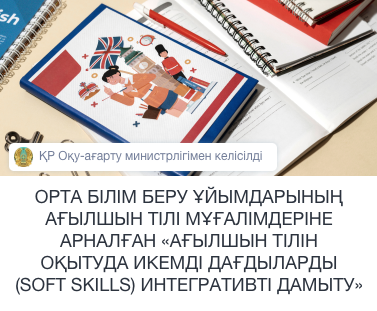 ish
ҚР Оқу-ағарту министрлігімен келісілді
ОРТА БІЛІМ БЕРУ ҰЙЫМДАРЫНЫҢ
АҒЫЛШЫН ТІЛІ МҰҒАЛІМДЕРІНЕ
АРНАЛҒАН «АҒЫЛШЫН ТІЛІН
ОҚЫТУДА ИКЕМДІ ДАҒДЫЛАРДЫ
(SOFT SKILLS) ИНТЕГРАТИВТІ ДАМЫТУ»